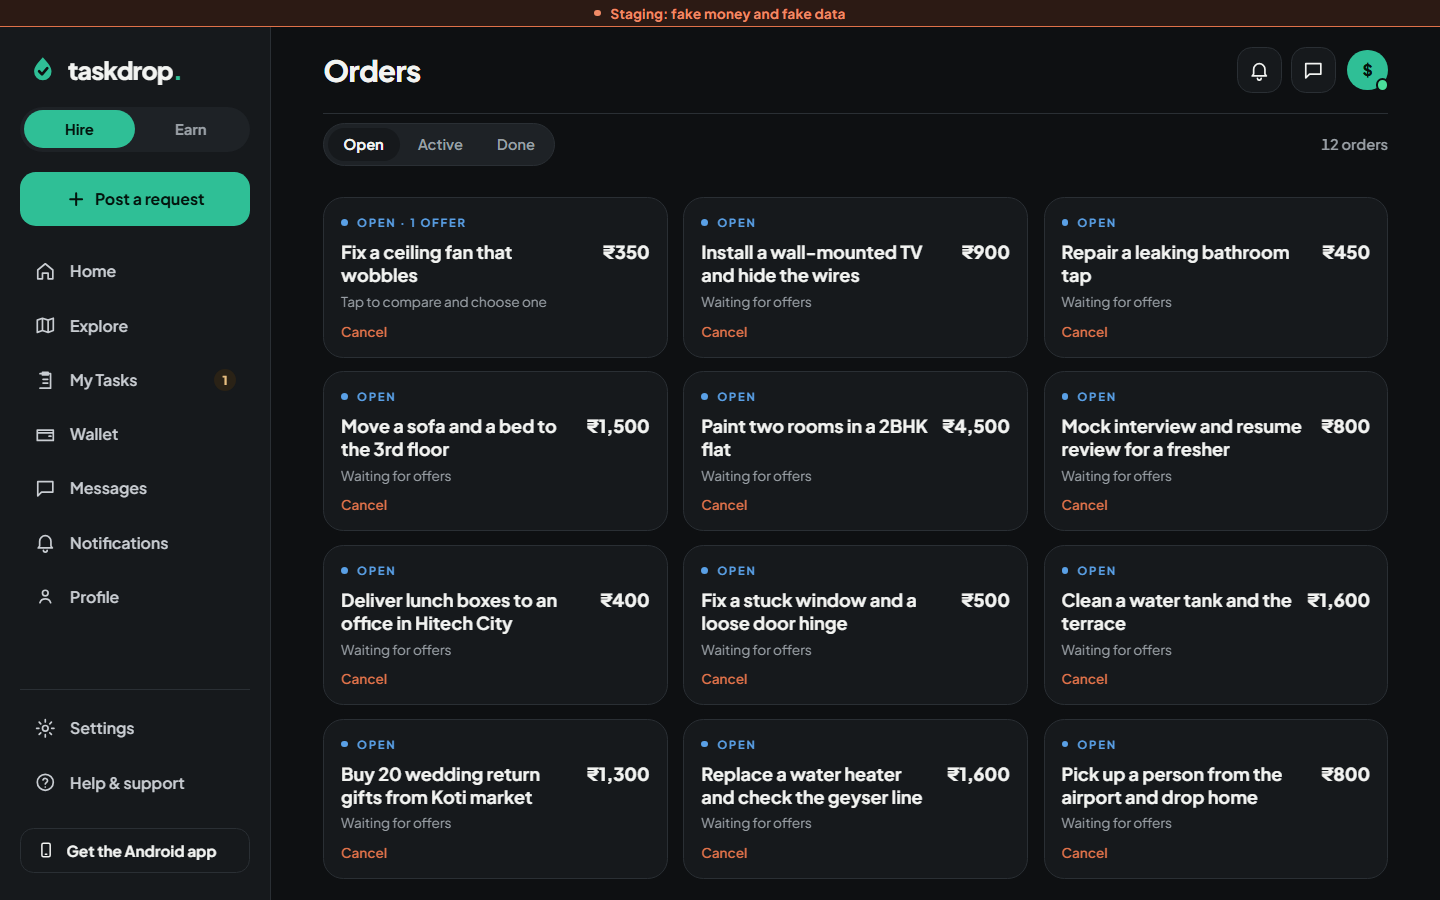 Staging: fake money and fake data
taskdrop.
Hire
Earn
Post a request
Home
Explore
My Tasks
1
Wallet
Messages
Notifications
Profile
Settings
Help & support
Get the Android app
Orders
$
Open
Active
Done
12 orders
OPEN · 1 OFFER
Fix a ceiling fan that
wobbles
₹350
Tap to compare and choose one
Cancel
OPEN
Install a wall-mounted TV
and hide the wires
₹900
Waiting for offers
Cancel
OPEN
Repair a leaking bathroom
tap
₹450
Waiting for offers
Cancel
OPEN
Move a sofa and a bed to
the 3rd floor
₹1,500
Waiting for offers
Cancel
OPEN
Paint two rooms in a 2BHK
flat
₹4,500
Waiting for offers
Cancel
OPEN
Mock interview and resume
review for a fresher
₹800
Waiting for offers
Cancel
OPEN
Deliver lunch boxes to an
office in Hitech City
₹400
Waiting for offers
Cancel
OPEN
Fix a stuck window and a
loose door hinge
₹500
Waiting for offers
Cancel
OPEN
Clean a water tank and the
terrace
₹1,600
Waiting for offers
Cancel
OPEN
Buy 20 wedding return
gifts from Koti market
₹1,300
Waiting for offers
Cancel
OPEN
Replace a water heater
and check the geyser line
₹1,600
Waiting for offers
Cancel
OPEN
Pick up a person from the
airport and drop home
₹800
Waiting for offers
Cancel